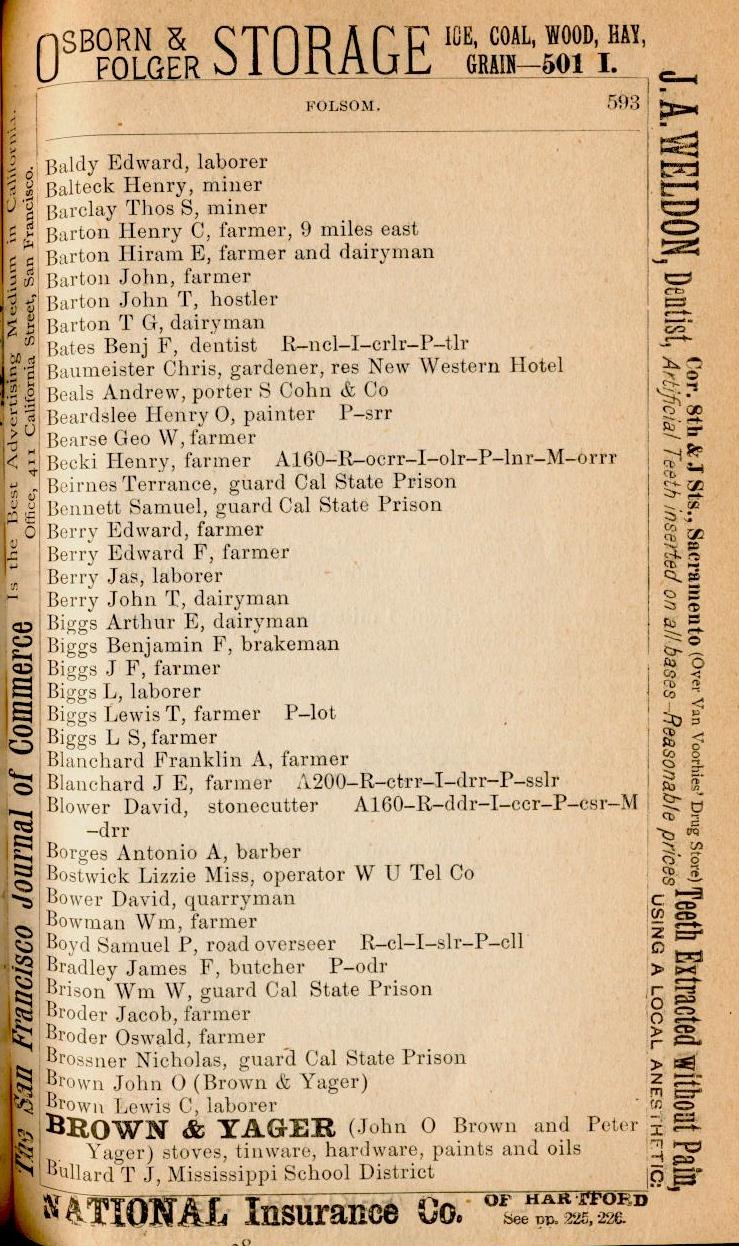 OSBORN & FOLGER STORAGE ICE, COAL, WOOD, HAY, GRAIN—501 I.
FOLSOM. 593
Baldy Edward, laborer
Balteck Henry, miner
Barclay Thos S, miner
Barton Henry C, farmer, 9 miles east
Barton Hiram E, farmer and dairyman
Barton John, farmer
Barton John T, hostler
Barton T G, dairyman
Bates Benj F, dentist R–ncl–I–crlr–P–tlr
Baumeister Chris, gardener, res New Western Hotel
Beals Andrew, porter S Cohn & Co
Beardslee Henry O, painter P–srr
Bearse Geo W, farmer
Becki Henry, farmer A160–R–ocrr–I–olr–P–lnr–M–orrr
Beirnes Terrance, guard Cal State Prison
Bennett Samuel, guard Cal State Prison
Berry Edward, farmer
Berry Edward F, farmer
Berry Jas, laborer
Berry John T, dairyman
Biggs Arthur E, dairyman
Biggs Benjamin F, brakeman
Biggs J F, farmer
Biggs L, laborer
Biggs Lewis T, farmer P–lot
Biggs L S, farmer
Blanchard Franklin A, farmer
Blanchard J E, farmer A200–R–ctrr–I–drr–P–sslr
Blower David, stonecutter A160–R–ddr–I–ccr–P–csr–M
–drr
Borges Antonio A, barber
Bostwick Lizzie Miss, operator W U Tel Co
Bower David, quarryman
Bowman Wm, farmer
Boyd Samuel P, road overseer R–cl–I–slr–P–cll
Bradley James F, butcher P–odr
Brison Wm W, guard Cal State Prison
Broder Jacob, farmer
Broder Oswald, farmer
Brossner Nicholas, guard Cal State Prison
Brown John O (Brown & Yager)
Brown Lewis C, laborer
BROWN & YAGER (John O Brown and Peter
Yager) stoves, tinware, hardware, paints and oils
Bullard T J, Mississippi School District
NATIONAL Insurance Co. OF HARTFORD
See pp. 225, 226.
The San Francisco Journal of Commerce Is the Best Advertising Medium in California.
Office, 411 California Street, San Francisco.
J. A. WELDON, Dentist, Cor. 8th & J Sts., Sacramento (Over Van Voorhies' Drug Store) Teeth Extracted without Pain,
Artificial Teeth inserted on all bases–Reasonable prices USING A LOCAL ANESTHETIC.